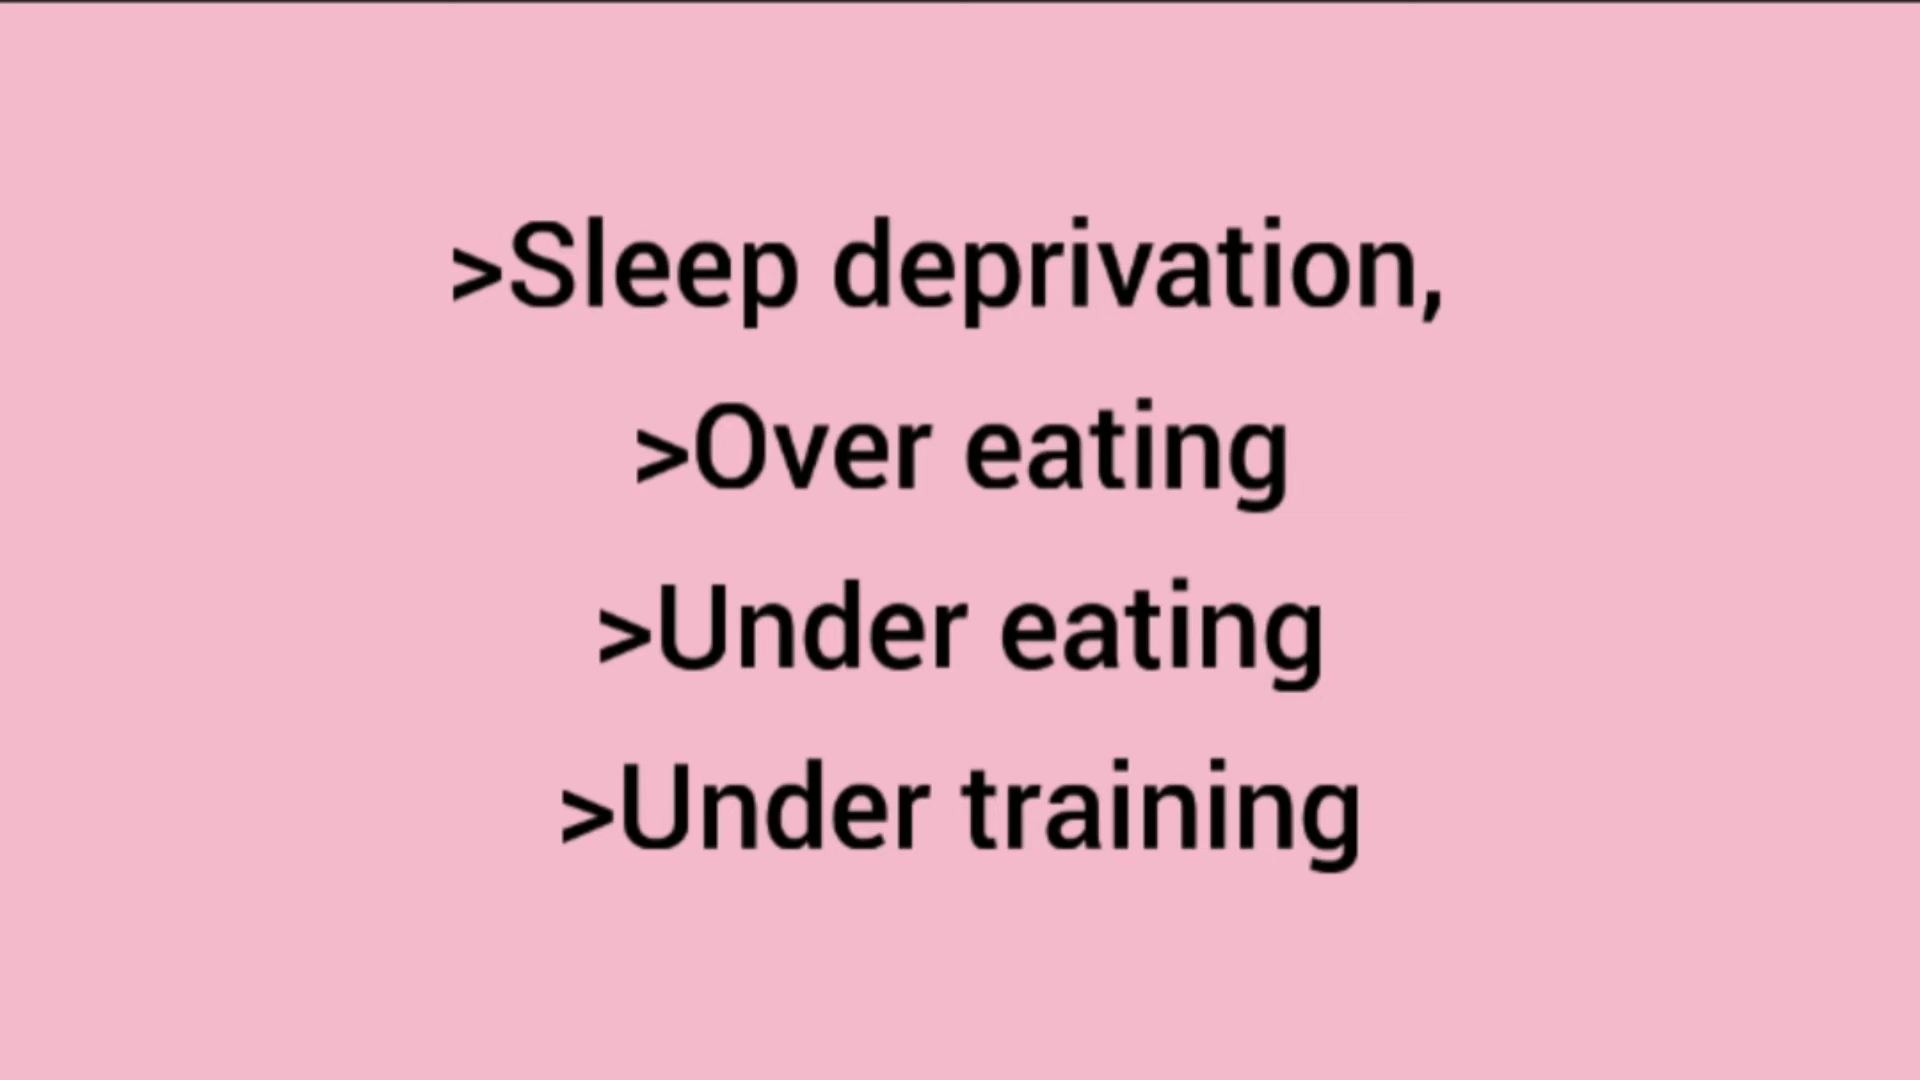 >Sleep deprivation,
>Over eating
>Under eating
>Under training